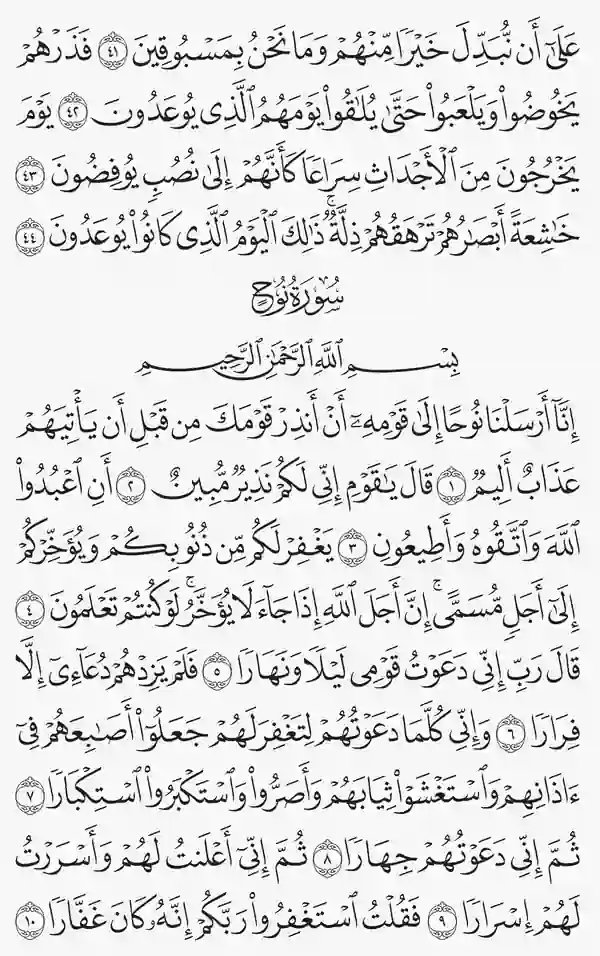 عَلَىٰٓ أَن نُّبَدِّلَ خَيۡرٗا مِّنۡهُمۡ وَمَا نَحۡنُ بِمَسۡبُوقِينَ ٤١ فَذَرۡهُمۡ
يَخُوضُواْ وَيَلۡعَبُواْ حَتَّىٰ يُلَٰقُواْ يَوۡمَهُمُ ٱلَّذِي يُوعَدُونَ ٤٢ يَوۡمَ
يَخۡرُجُونَ مِنَ ٱلۡأَجۡدَاثِ سِرَاعٗا كَأَنَّهُمۡ إِلَىٰ نُصُبٖ يُوفِضُونَ ٤٣
خَٰشِعَةً أَبۡصَٰرُهُمۡ تَرۡهَقُهُمۡ ذِلَّةٞۚ ذَٰلِكَ ٱلۡيَوۡمُ ٱلَّذِي كَانُواْ يُوعَدُونَ ٤٤
سُورَةُ نُوحٍ
بِسۡمِ ٱللَّهِ ٱلرَّحۡمَٰنِ ٱلرَّحِيمِ
إِنَّآ أَرۡسَلۡنَا نُوحًا إِلَىٰ قَوۡمِهِۦٓ أَنۡ أَنذِرۡ قَوۡمَكَ مِن قَبۡلِ أَن يَأۡتِيَهُمۡ
عَذَابٌ أَلِيمٞ ١ قَالَ يَٰقَوۡمِ إِنِّي لَكُمۡ نَذِيرٞ مُّبِينٌ ٢ أَنِ ٱعۡبُدُواْ
ٱللَّهَ وَٱتَّقُوهُ وَأَطِيعُونِ ٣ يَغۡفِرۡ لَكُم مِّن ذُنُوبِكُمۡ وَيُؤَخِّرۡكُمۡ
إِلَىٰٓ أَجَلٖ مُّسَمًّىۚ إِنَّ أَجَلَ ٱللَّهِ إِذَا جَآءَ لَا يُؤَخَّرُۚ لَوۡ كُنتُمۡ تَعۡلَمُونَ ٤
قَالَ رَبِّ إِنِّي دَعَوۡتُ قَوۡمِي لَيۡلٗا وَنَهَارٗا ٥ فَلَمۡ يَزِدۡهُمۡ دُعَآءِيٓ إِلَّا
فِرَارٗا ٦ وَإِنِّي كُلَّمَا دَعَوۡتُهُمۡ لِتَغۡفِرَ لَهُمۡ جَعَلُوٓاْ أَصَٰبِعَهُمۡ فِيٓ
ءَاذَانِهِمۡ وَٱسۡتَغۡشَوۡاْ ثِيَابَهُمۡ وَأَصَرُّواْ وَٱسۡتَكۡبَرُواْ ٱسۡتِكۡبَارٗا ٧
ثُمَّ إِنِّي دَعَوۡتُهُمۡ جِهَارٗا ٨ ثُمَّ إِنِّيٓ أَعۡلَنتُ لَهُمۡ وَأَسۡرَرۡتُ
لَهُمۡ إِسۡرَارٗا ٩ فَقُلۡتُ ٱسۡتَغۡفِرُواْ رَبَّكُمۡ إِنَّهُۥ كَانَ غَفَّارٗا ١٠